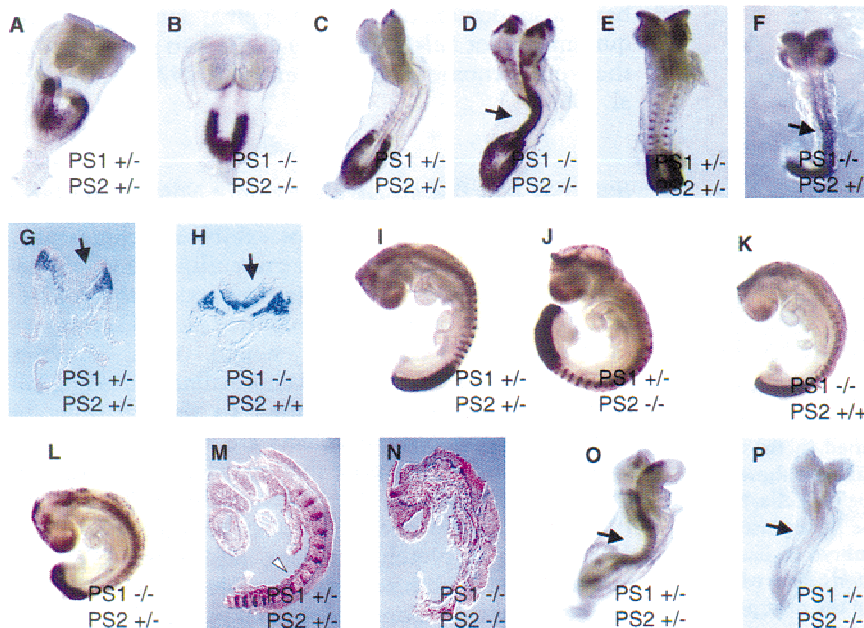 A
B
C
D
E
F
PS1 +/-
PS2 +/-
PS1 -/-
PS2 -/-
PS1 +/-
PS2 +/-
PS1 -/-
PS2 -/-
PS1 +/-
PS2 +/-
PS1 -/-
PS2 +/
G
H
I
J
K
PS1 +/-
PS2 +/-
PS1 -/-
PS2 +/+
PS1 +/-
PS2 +/-
PS1 +/-
PS2 -/-
PS1 -/-
PS2 +/+
L
M
N
O
P
PS1 -/-
PS2 +/-
PS1 +/-
PS2 +/-
PS1 -/-
PS2 -/-
PS1 +/-
PS2 +/-
PS1 -/-
PS2 -/-